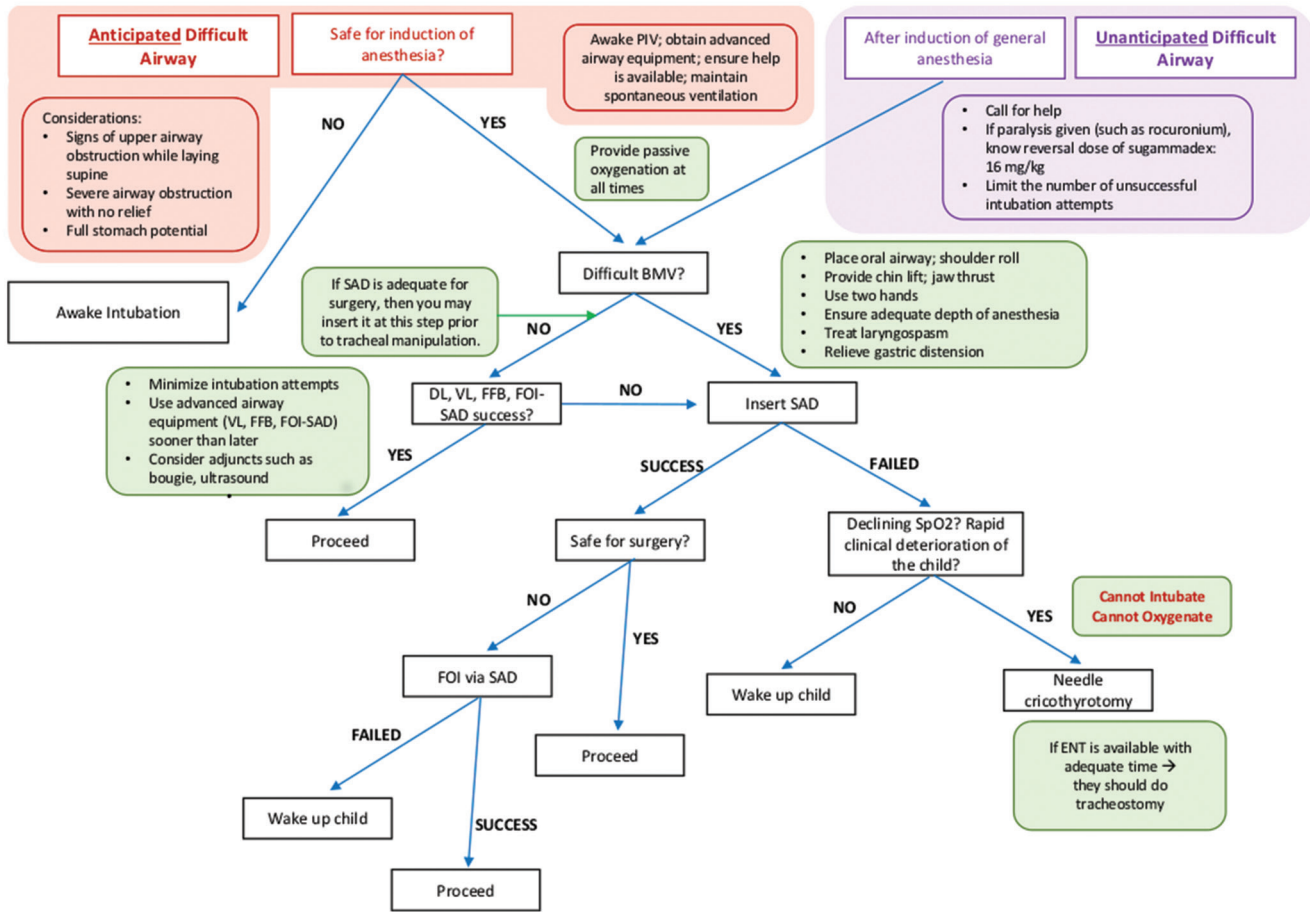 Anticipated Difficult
Airway
Safe for induction of
anesthesia?
Awake PIV; obtain advanced
airway equipment; ensure help
is available; maintain
spontaneous ventilation
After induction of general
anesthesia
Unanticipated Difficult
Airway
Considerations:
• Signs of upper airway
obstruction while laying
supine
• Severe airway obstruction
with no relief
• Full stomach potential
NO
YES
Provide passive
oxygenation at
all times
• Call for help
• If paralysis given (such as rocuronium),
know reversal dose of sugammadex:
16 mg/kg
• Limit the number of unsuccessful
intubation attempts
Awake Intubation
If SAD is adequate for
surgery, then you may
insert it at this step prior
to tracheal manipulation.
Difficult BMV?
• Place oral airway; shoulder roll
• Provide chin lift; jaw thrust
• Use two hands
• Ensure adequate depth of anesthesia
• Treat laryngospasm
• Relieve gastric distension
NO
YES
• Minimize intubation attempts
• Use advanced airway
equipment (VL, FFB, FOI-SAD)
sooner than later
• Consider adjuncts such as
bougie, ultrasound
•
DL, VL, FFB, FOI-
SAD success?
NO
Insert SAD
YES
SUCCESS
FAILED
Proceed
Safe for surgery?
Declining SpO2? Rapid
clinical deterioration of
the child?
NO
YES
NO
YES
Cannot Intubate
Cannot Oxygenate
FOI via SAD
Wake up child
Needle
cricothyrotomy
FAILED
SUCCESS
Proceed
If ENT is available with
adequate time →
they should do
tracheostomy
Wake up child
Proceed